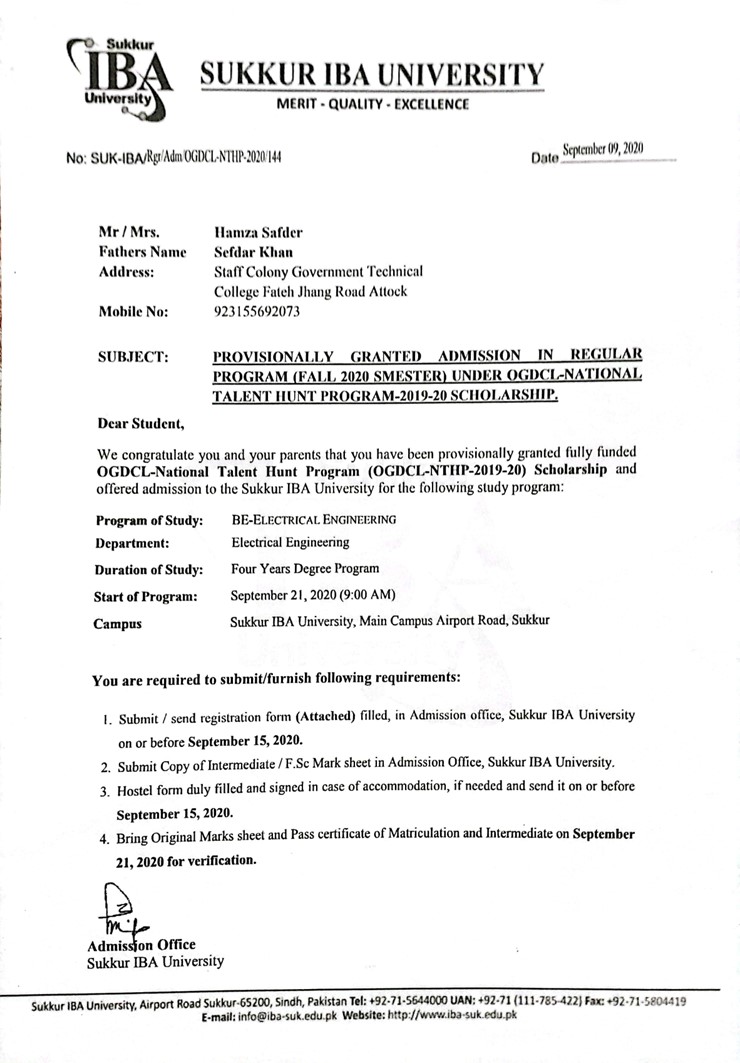 Sukkur
IBA
University
SUKKUR IBA UNIVERSITY
MERIT - QUALITY - EXCELLENCE
No: SUK-IBA/Rgr/Adm/OGDCL-NTHP-2020/144
Date September 09, 2020
Mr / Mrs. Hamza Safder
Fathers Name Sefdar Khan
Address: Staff Colony Government Technical
College Fateh Jhang Road Attock
Mobile No: 923155692073
SUBJECT: PROVISIONALLY GRANTED ADMISSION IN REGULAR
PROGRAM (FALL 2020 SMESTER) UNDER OGDCL-NATIONAL
TALENT HUNT PROGRAM-2019-20 SCHOLARSHIP.
Dear Student,
We congratulate you and your parents that you have been provisionally granted fully funded
OGDCL-National Talent Hunt Program (OGDCL-NTHP-2019-20) Scholarship and
offered admission to the Sukkur IBA University for the following study program:
Program of Study: BE-ELECTRICAL ENGINEERING
Department: Electrical Engineering
Duration of Study: Four Years Degree Program
Start of Program: September 21, 2020 (9:00 AM)
Campus Sukkur IBA University, Main Campus Airport Road, Sukkur
You are required to submit/furnish following requirements:
1. Submit / send registration form (Attached) filled, in Admission office, Sukkur IBA University
on or before September 15, 2020.
2. Submit Copy of Intermediate / F.Sc Mark sheet in Admission Office, Sukkur IBA University.
3. Hostel form duly filled and signed in case of accommodation, if needed and send it on or before
September 15, 2020.
4. Bring Original Marks sheet and Pass certificate of Matriculation and Intermediate on September
21, 2020 for verification.
Admission Office
Sukkur IBA University
Sukkur IBA University, Airport Road Sukkur-65200, Sindh, Pakistan Tel: +92-71-5644000 UAN: +92-71 (111-785-422) Fax: +92-71-5804419
E-mail: info@iba-suk.edu.pk Website: http://www.iba-suk.edu.pk